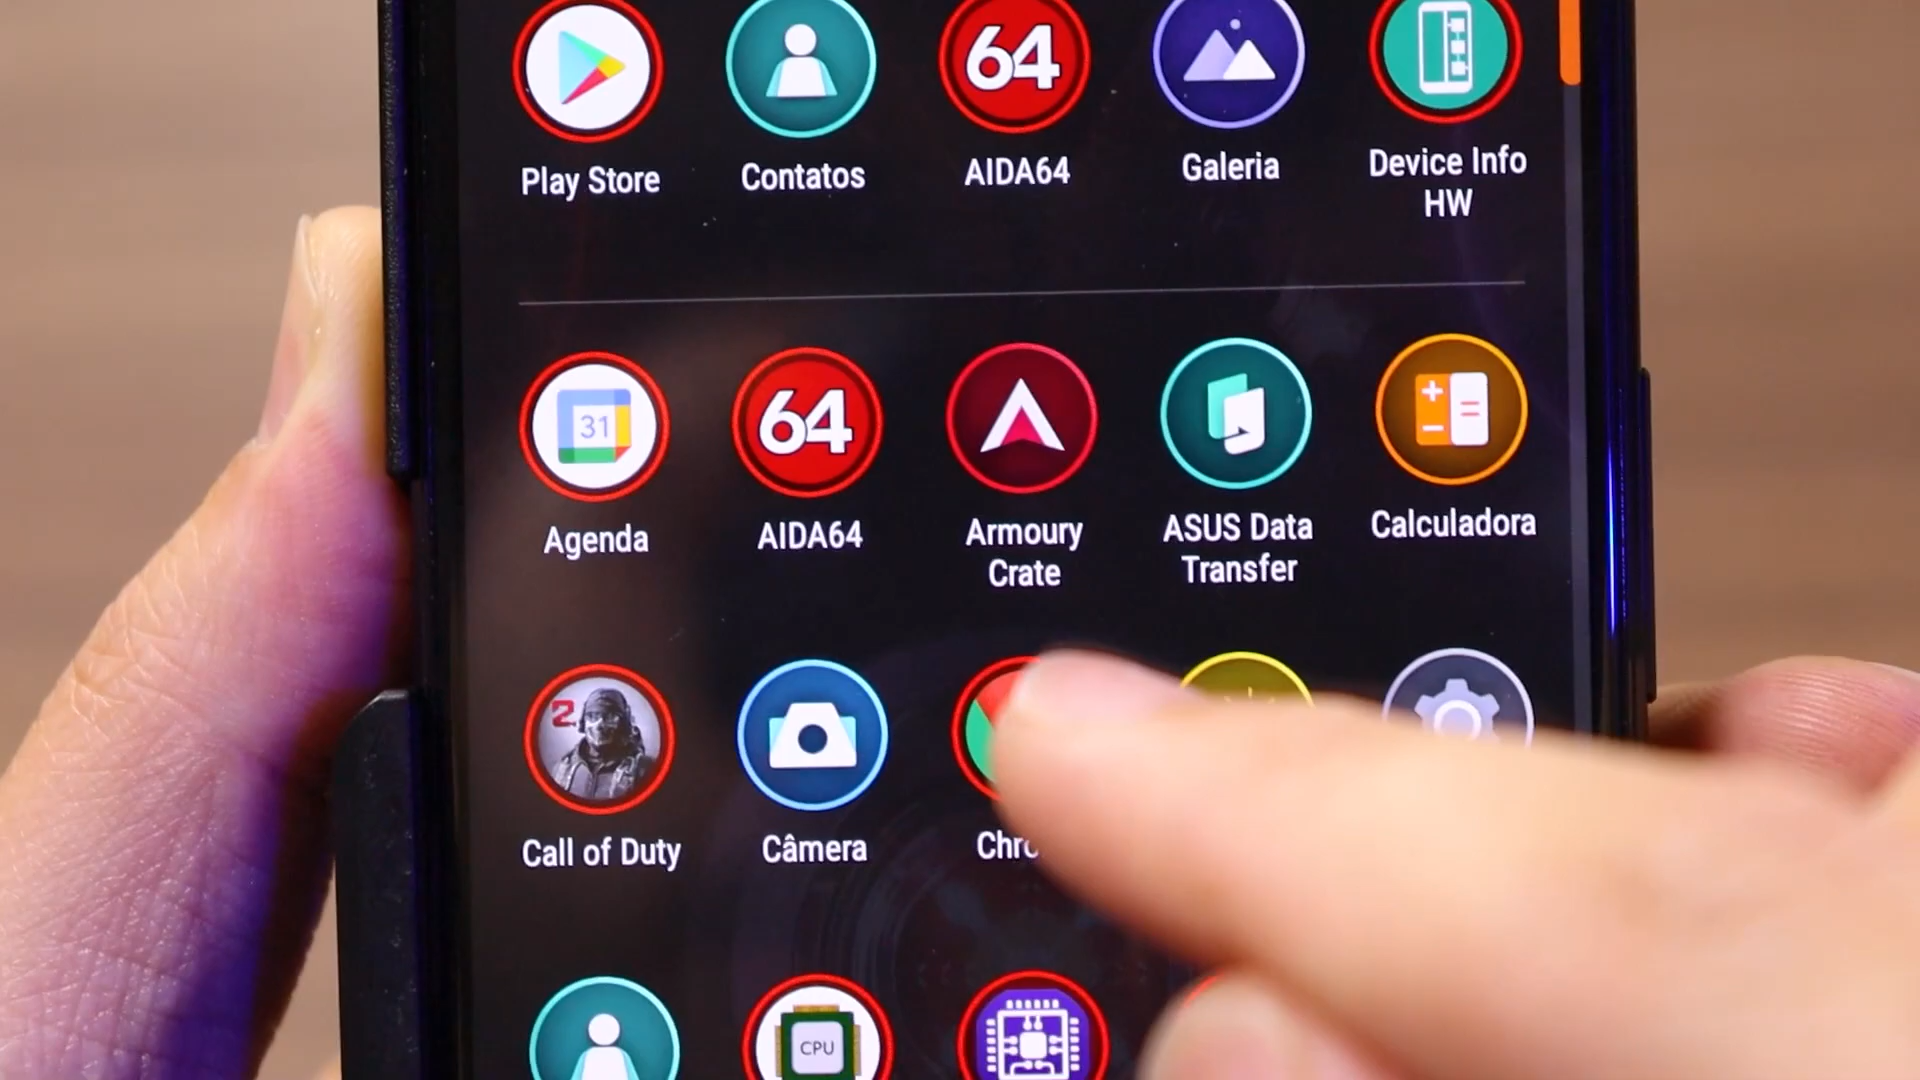 64
Play Store
Contatos
AIDA64
Galeria
Device Info
HW
31
64
Agenda
AIDA64
Armoury
Crate
ASUS Data
Transfer
Calculadora
2
Call of Duty
Câmera
CPU